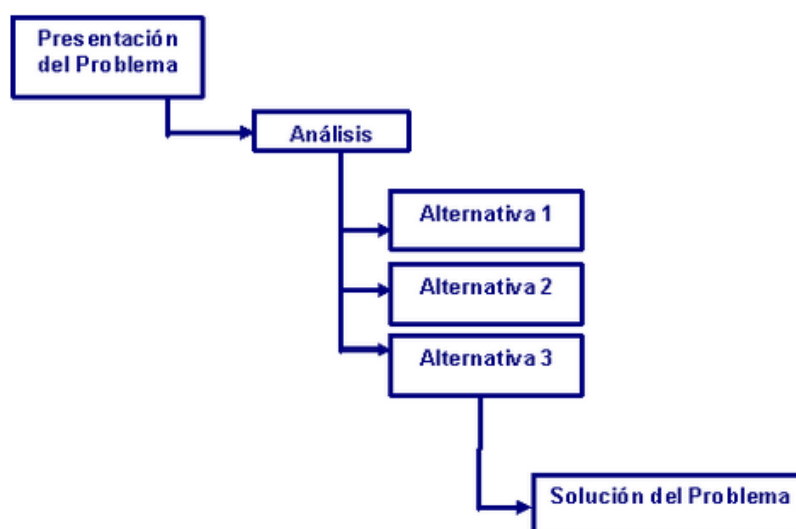 Presentación
del Problema
Análisis
Alternativa 1
Alternativa 2
Alternativa 3
Solución del Problema